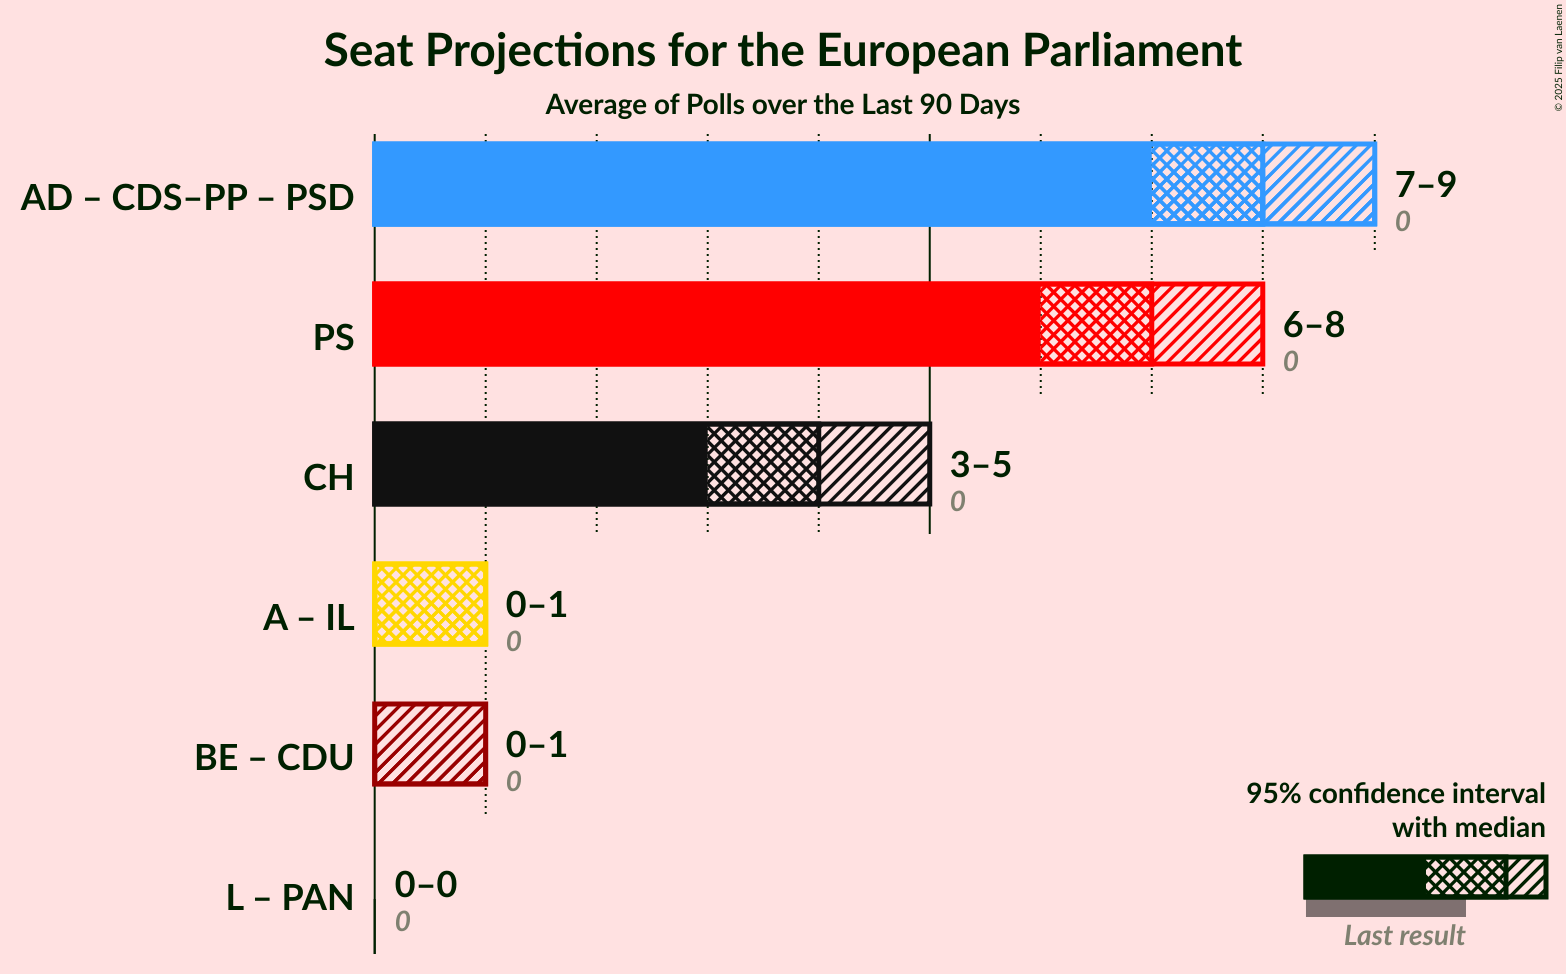 Seat Projections for the European Parliament
Average of Polls over the Last 90 Days
© 2025 Filip van Laenen
AD – CDS–PP – PSD
7–9
0
PS
6–8
0
CH
3–5
0
A – IL
0–1
0
BE – CDU
0–1
0
L – PAN
0–0
0
95% confidence interval
with median
Last result